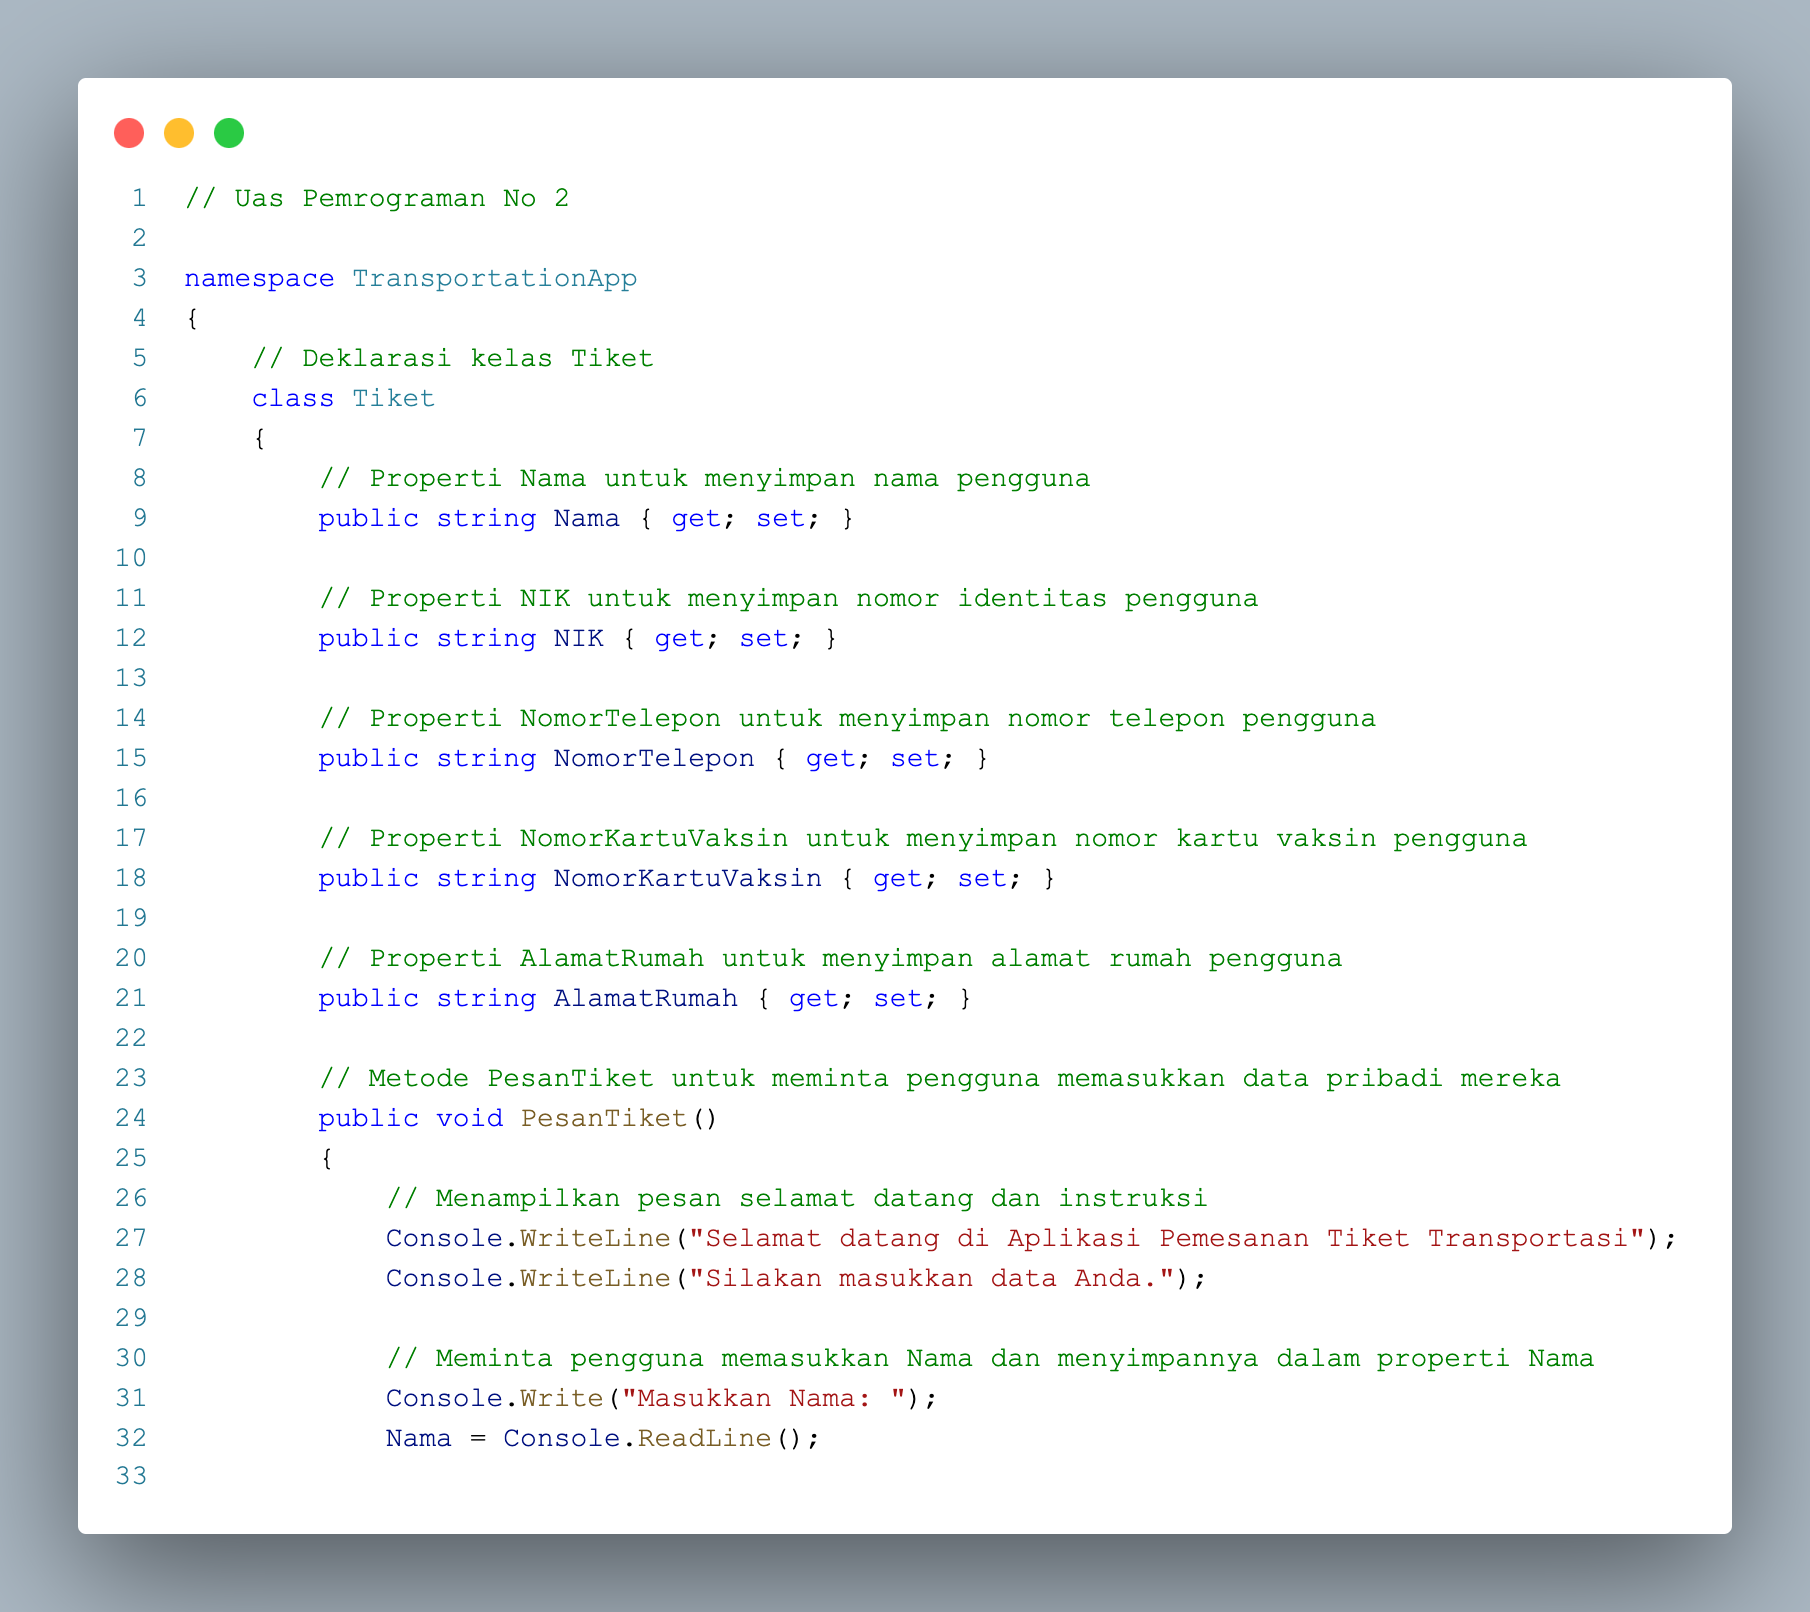 1 // Uas Pemrograman No 2
2
3 namespace TransportationApp
4 {
5     // Deklarasi kelas Tiket
6     class Tiket
7     {
8         // Properti Nama untuk menyimpan nama pengguna
9         public string Nama { get; set; }
10
11         // Properti NIK untuk menyimpan nomor identitas pengguna
12         public string NIK { get; set; }
13
14         // Properti NomorTelepon untuk menyimpan nomor telepon pengguna
15         public string NomorTelepon { get; set; }
16
17         // Properti NomorKartuVaksin untuk menyimpan nomor kartu vaksin pengguna
18         public string NomorKartuVaksin { get; set; }
19
20         // Properti AlamatRumah untuk menyimpan alamat rumah pengguna
21         public string AlamatRumah { get; set; }
22
23         // Metode PesanTiket untuk meminta pengguna memasukkan data pribadi mereka
24         public void PesanTiket()
25         {
26             // Menampilkan pesan selamat datang dan instruksi
27             Console.WriteLine("Selamat datang di Aplikasi Pemesanan Tiket Transportasi");
28             Console.WriteLine("Silakan masukkan data Anda.");
29
30             // Meminta pengguna memasukkan Nama dan menyimpannya dalam properti Nama
31             Console.Write("Masukkan Nama: ");
32             Nama = Console.ReadLine();
33